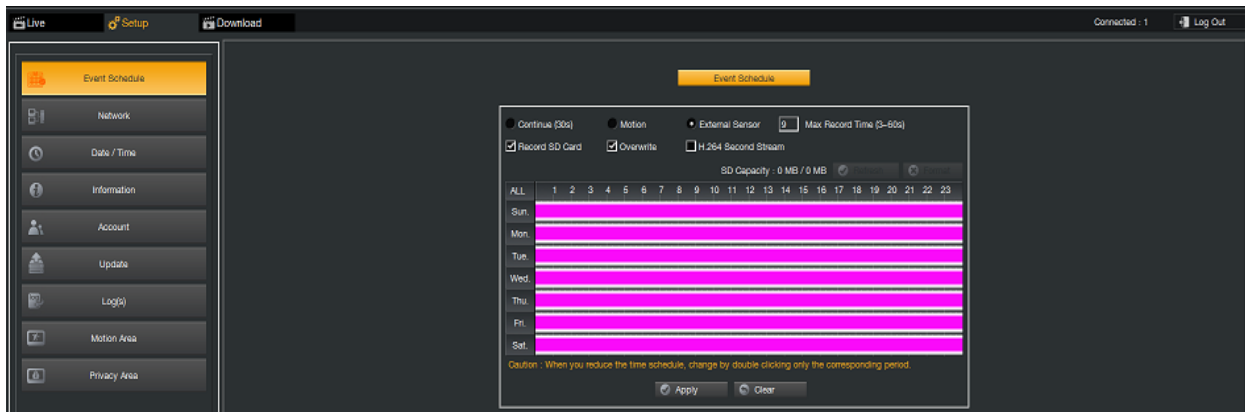 Live Setup Download Connected : 1 Log Out
Event Schedule
Network
Date / Time
Information
Account
Update
Log(s)
Motion Area
Privacy Area
Event Schedule
Continue (30s) Motion External Sensor 9 Max Record Time (3~60s)
Record SD Card Overwrite H.264 Second Stream
SD Capacity : 0 MB / 0 MB
ALL 1 2 3 4 5 6 7 8 9 10 11 12 13 14 15 16 17 18 19 20 21 22 23
Sun.
Mon.
Tue.
Wed.
Thu.
Fri.
Sat.
Caution : When you reduce the time schedule, change by double clicking only the corresponding period.
Apply Clear